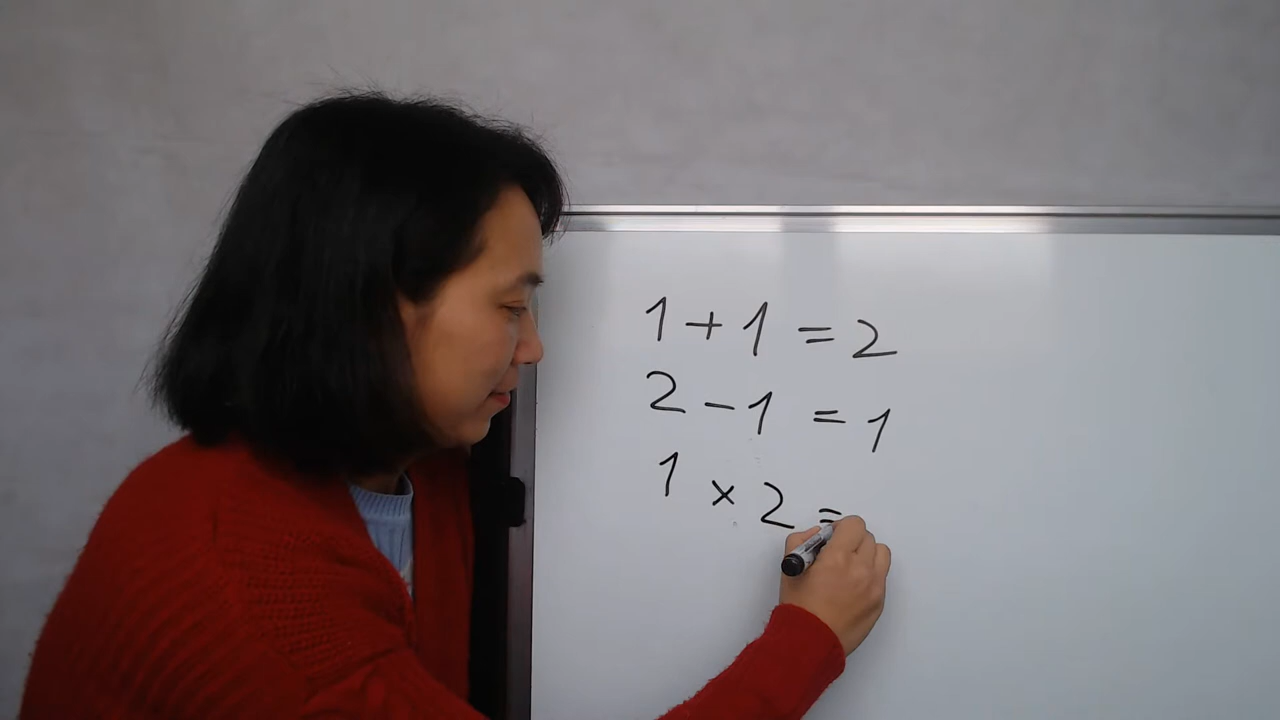 1 + 1 = 2
2 - 1 = 1
1 × 2 =